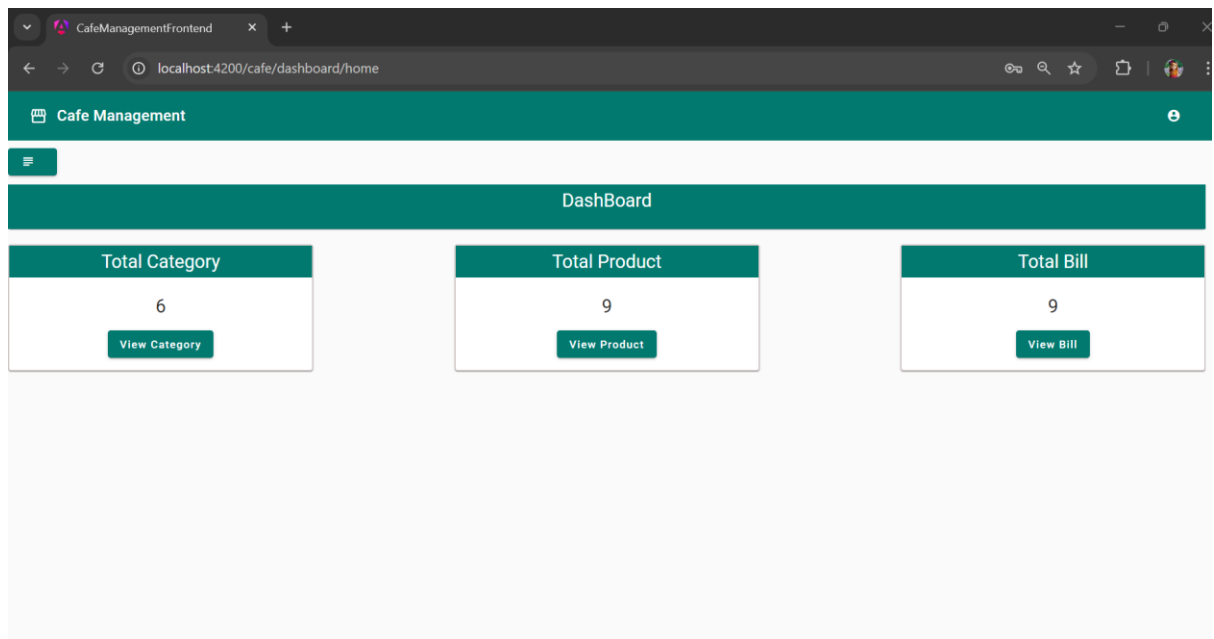 CafeManagementFrontend
localhost:4200/cafe/dashboard/home
Cafe Management
DashBoard
Total Category
6
View Category
Total Product
9
View Product
Total Bill
9
View Bill